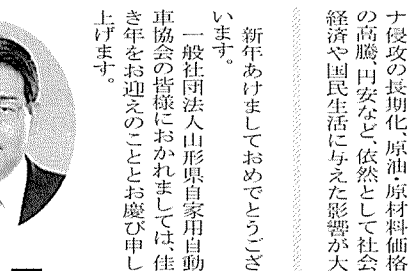 ナ侵攻の長期化、原油・原材料価格
の高騰、円安など、依然として社会
経済や国民生活に与えた影響が大
新年あけましておめでとうござ
います。
一般社団法人山形県自家用自動
車協会の皆様におかれましては、佳
き年をお迎えのこととお慶び申し
上げます。